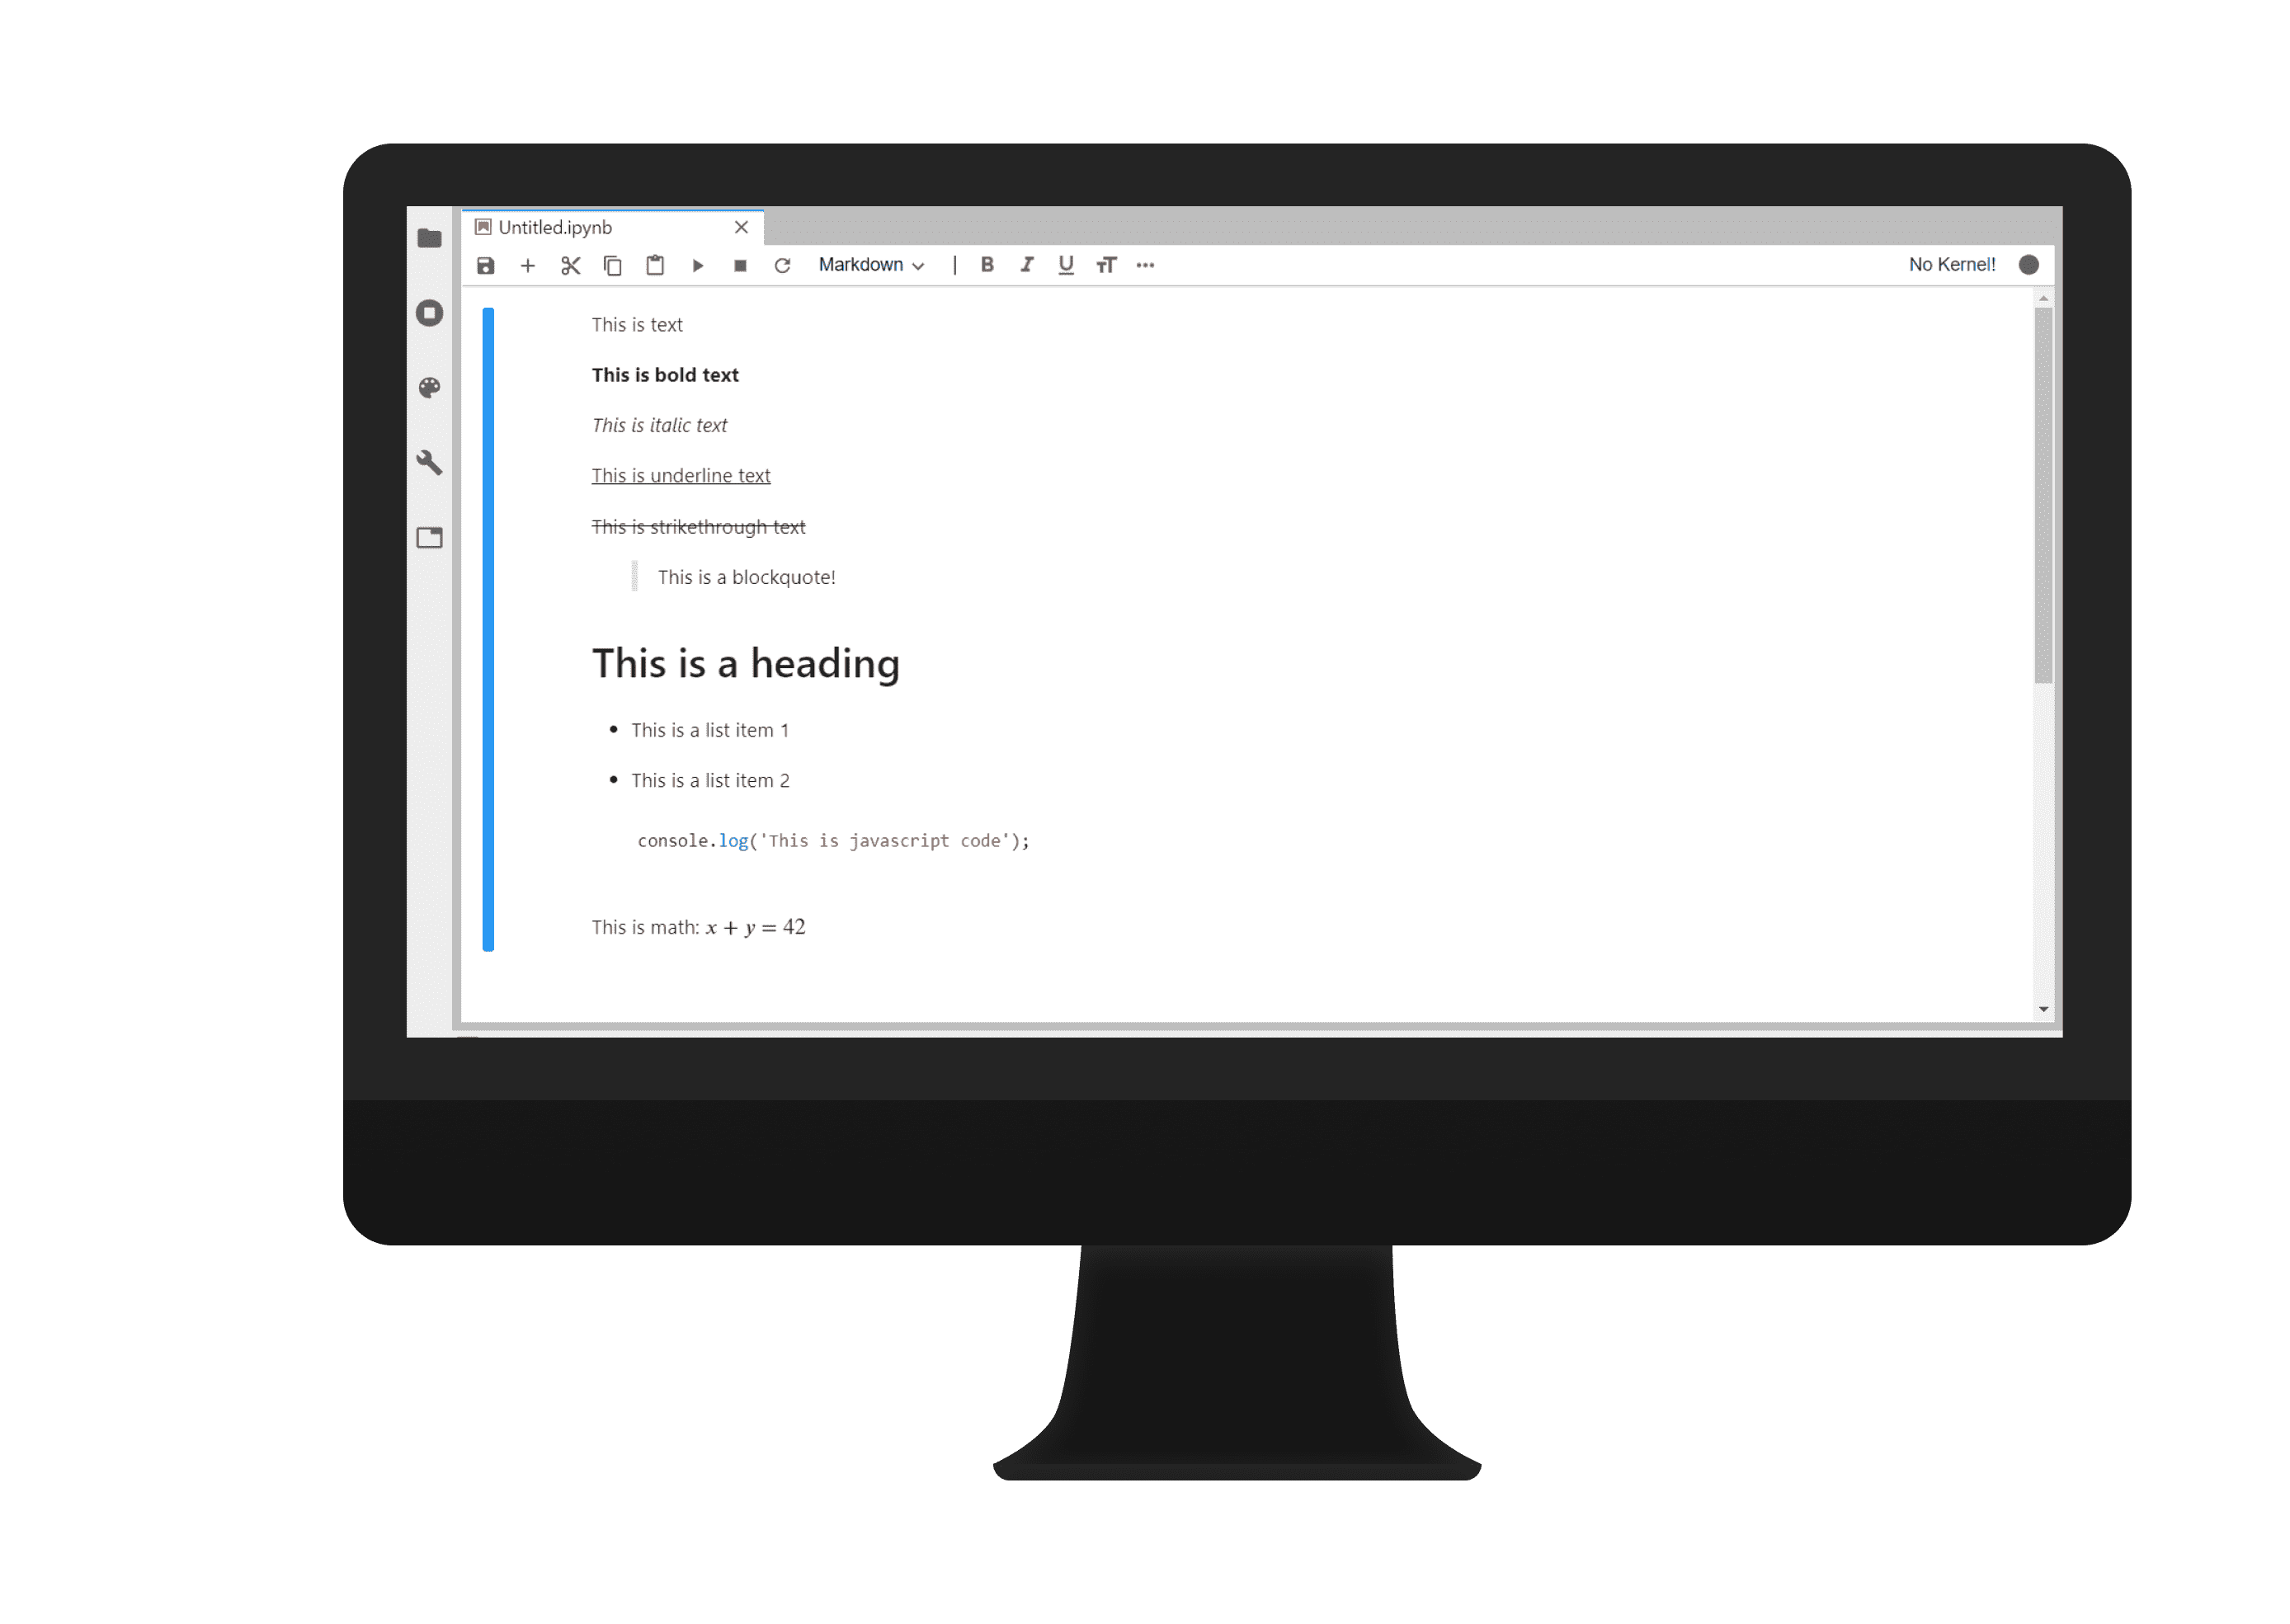 Untitled.ipynb
Markdown
No Kernel!
This is text
This is bold text
This is italic text
This is underline text
This is strikethrough text
This is a blockquote!
This is a heading
This is a list item 1
This is a list item 2
console.log('This is javascript code');
This is math: x + y = 42